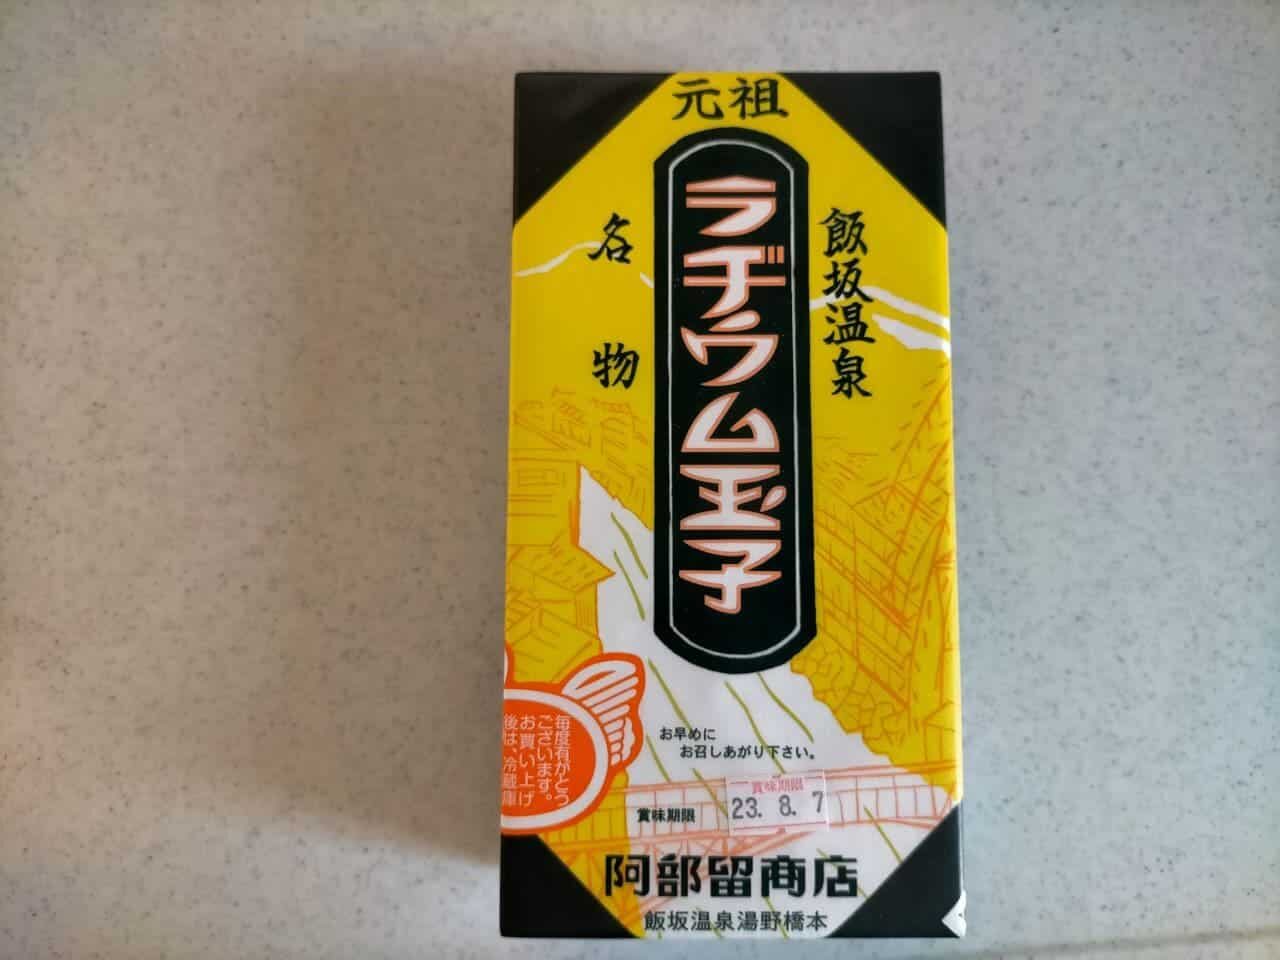 元祖
飯坂温泉
ラヂウム玉子
名物
お早めに
お召しあがり下さい。
毎度有がとう
ございます。
お買い上げ
後は、冷蔵庫
賞味期限
賞味期限
23. 8. 7
阿部留商店
飯坂温泉湯野橋本